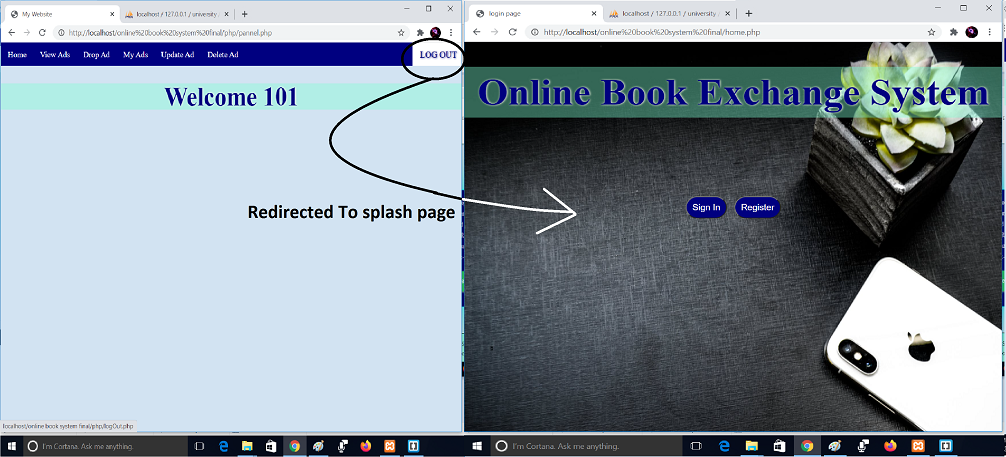 My Website
localhost / 127.0.0.1 / university /
http://localhost/online%20book%20system%20final/php/pannel.php
Home View Ads Drop Ad My Ads Update Ad Delete Ad LOG OUT
Welcome 101
Redirected To splash page
localhost/online book system final/php/logOut.php
I'm Cortana. Ask me anything.
login page
localhost / 127.0.0.1 / university
http://localhost/online%20book%20system%20final/home.php
Online Book Exchange System
Sign In Register
I'm Cortana. Ask me anything.